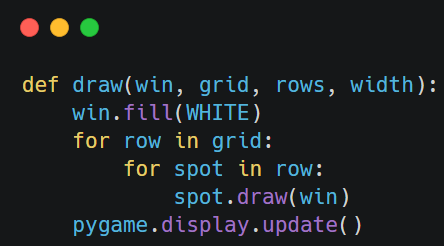 def draw(win, grid, rows, width):
    win.fill(WHITE)
    for row in grid:
        for spot in row:
            spot.draw(win)
    pygame.display.update()